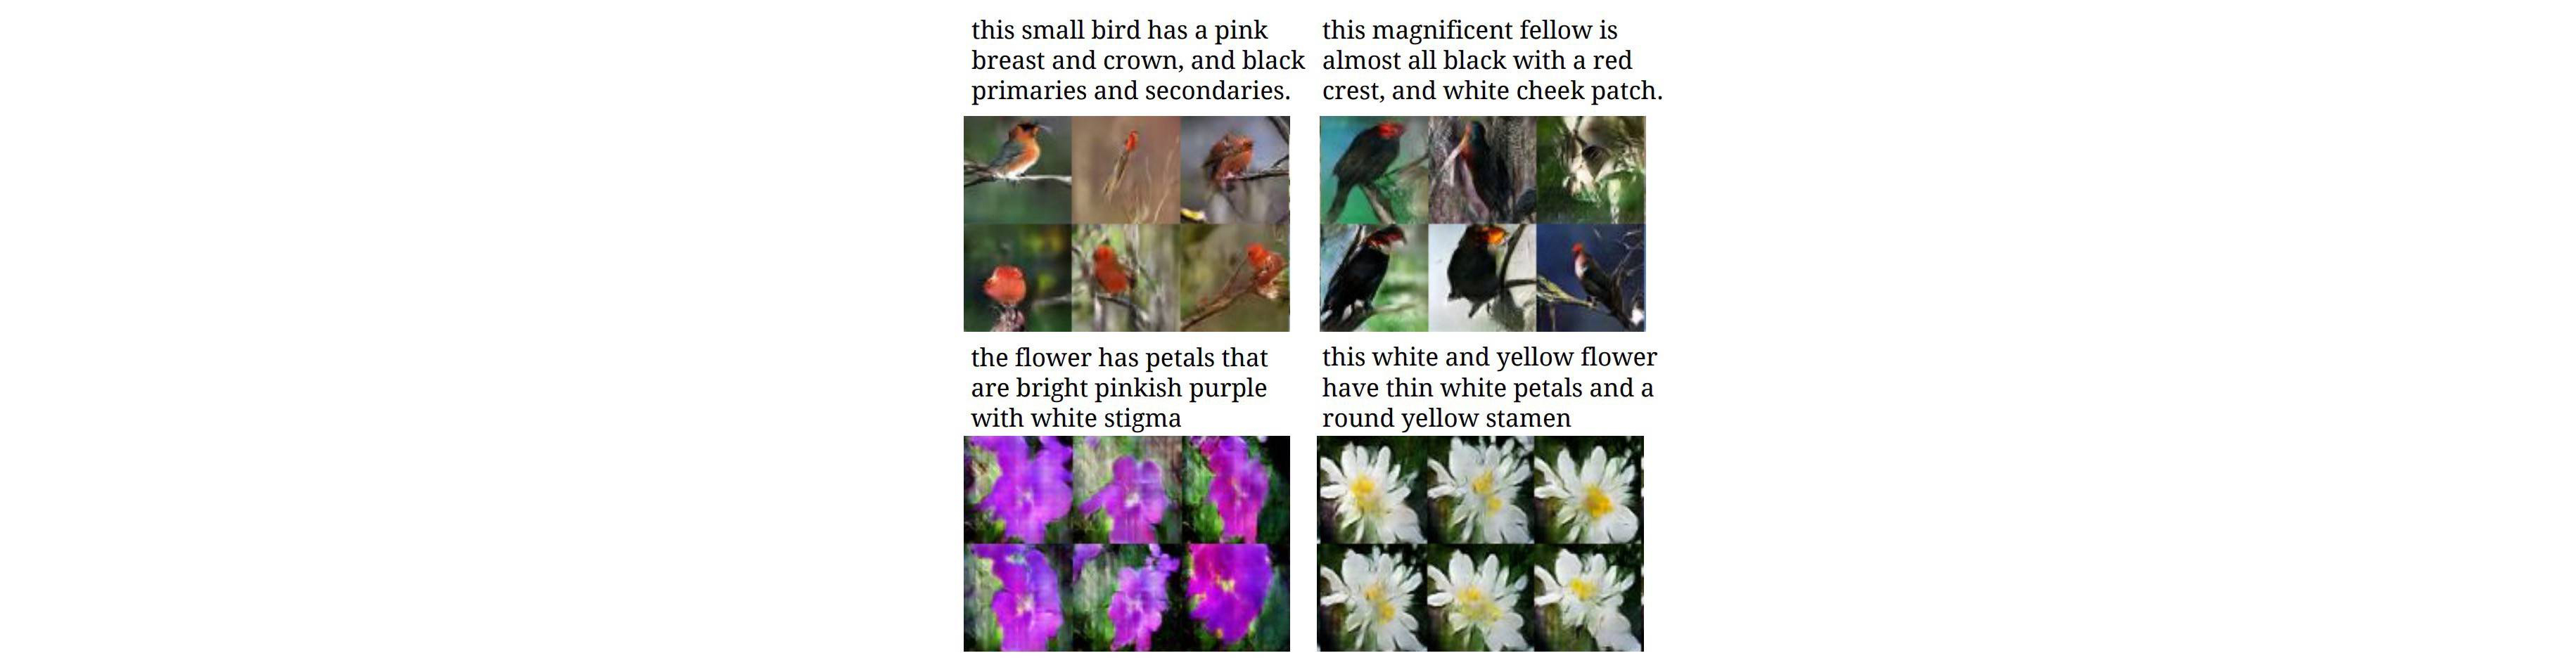 this small bird has a pink
breast and crown, and black
primaries and secondaries.
this magnificent fellow is
almost all black with a red
crest, and white cheek patch.
the flower has petals that
are bright pinkish purple
with white stigma
this white and yellow flower
have thin white petals and a
round yellow stamen